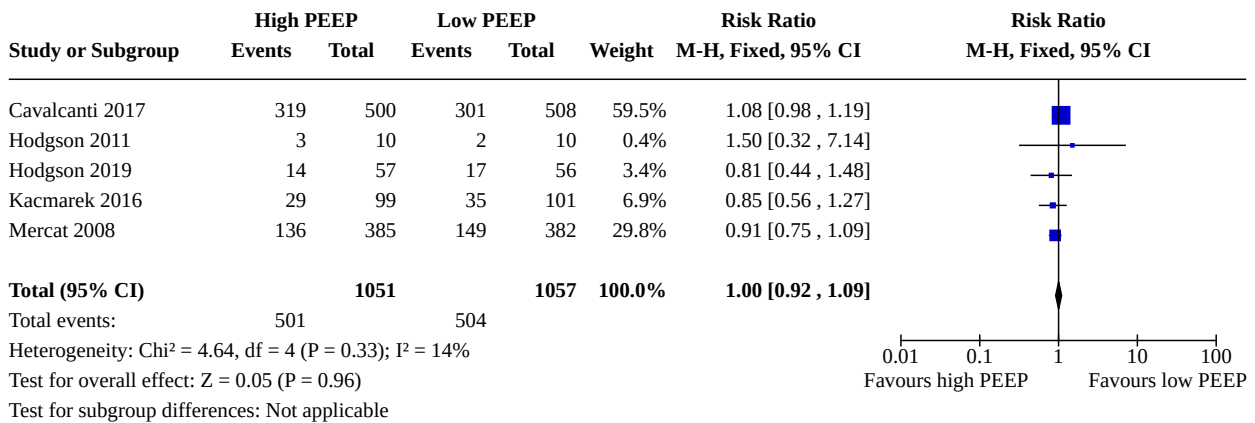 High PEEP Low PEEP Risk Ratio Risk Ratio
Study or Subgroup Events Total Events Total Weight M-H, Fixed, 95% CI M-H, Fixed, 95% CI
Cavalcanti 2017 319 500 301 508 59.5% 1.08 [0.98 , 1.19]
Hodgson 2011 3 10 2 10 0.4% 1.50 [0.32 , 7.14]
Hodgson 2019 14 57 17 56 3.4% 0.81 [0.44 , 1.48]
Kacmarek 2016 29 99 35 101 6.9% 0.85 [0.56 , 1.27]
Mercat 2008 136 385 149 382 29.8% 0.91 [0.75 , 1.09]
Total (95% CI) 1051 1057 100.0% 1.00 [0.92 , 1.09]
Total events: 501 504
Heterogeneity: Chi² = 4.64, df = 4 (P = 0.33); I² = 14%
0.01 0.1 1 10 100
Test for overall effect: Z = 0.05 (P = 0.96)
Favours high PEEP Favours low PEEP
Test for subgroup differences: Not applicable